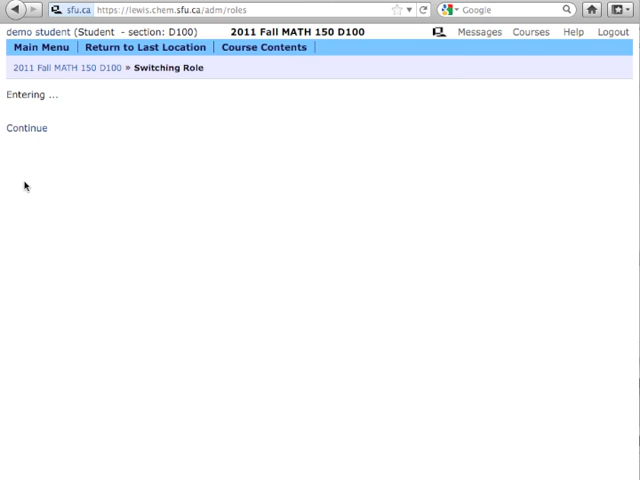 sfu.ca https://lewis.chem.sfu.ca/adm/roles Google
demo student (Student - section: D100) 2011 Fall MATH 150 D100 Messages Courses Help Logout
Main Menu Return to Last Location Course Contents
2011 Fall MATH 150 D100 » Switching Role
Entering ...
Continue